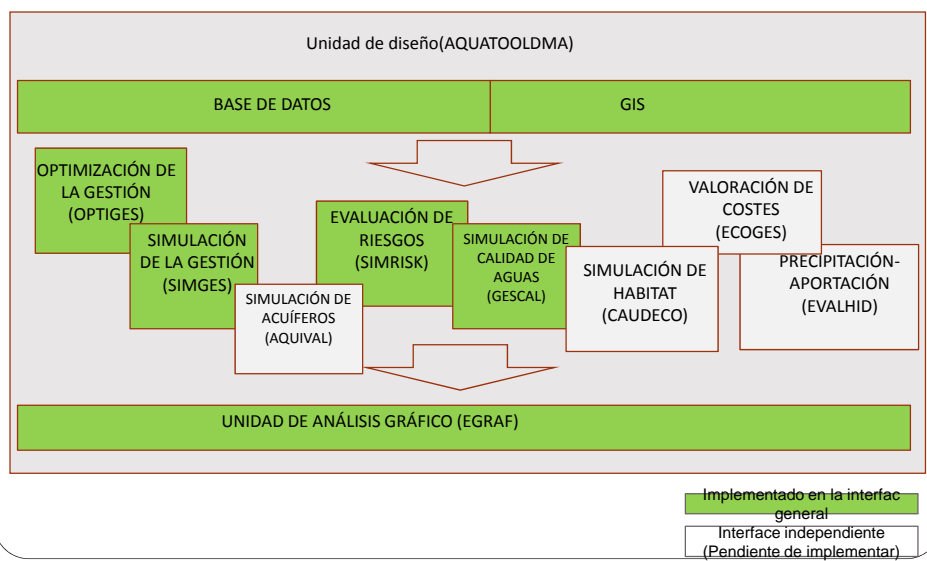 Unidad de diseño(AQUATOOLDMA)
BASE DE DATOS
GIS
OPTIMIZACIÓN DE
LA GESTIÓN
(OPTIGES)
SIMULACIÓN
DE LA GESTIÓN
(SIMGES)
SIMULACIÓN DE
ACUÍFEROS
(AQUIVAL)
EVALUACIÓN DE
RIESGOS
(SIMRISK)
SIMULACIÓN DE
CALIDAD DE
AGUAS
(GESCAL)
SIMULACIÓN DE
HABITAT
(CAUDECO)
VALORACIÓN DE
COSTES
(ECOGES)
PRECIPITACIÓN-
APORTACIÓN
(EVALHID)
UNIDAD DE ANÁLISIS GRÁFICO (EGRAF)
Implementado en la interfac
general
Interface independiente
(Pendiente de implementar)